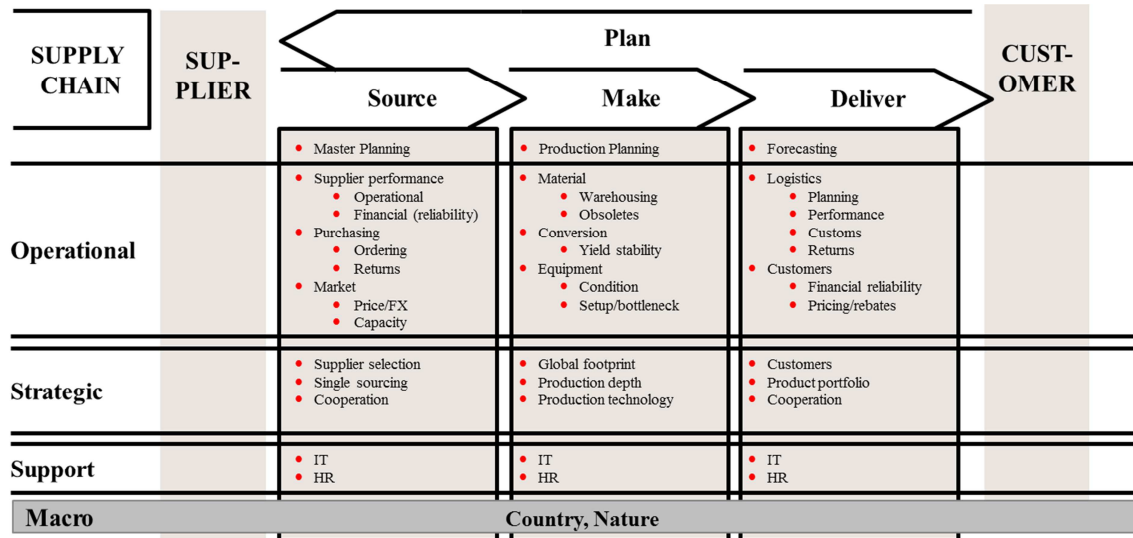 SUPPLY
CHAIN
SUP-
PLIER
Plan
CUST-
OMER
Source
Make
Deliver
Master Planning
Production Planning
Forecasting
Operational
Supplier performance
Operational
Financial (reliability)
Purchasing
Ordering
Returns
Market
Price/FX
Capacity
Material
Warehousing
Obsoletes
Conversion
Yield stability
Equipment
Condition
Setup/bottleneck
Logistics
Planning
Performance
Customs
Returns
Customers
Financial reliability
Pricing/rebates
Strategic
Supplier selection
Single sourcing
Cooperation
Global footprint
Production depth
Production technology
Customers
Product portfolio
Cooperation
Support
IT
HR
IT
HR
IT
HR
Macro
Country, Nature